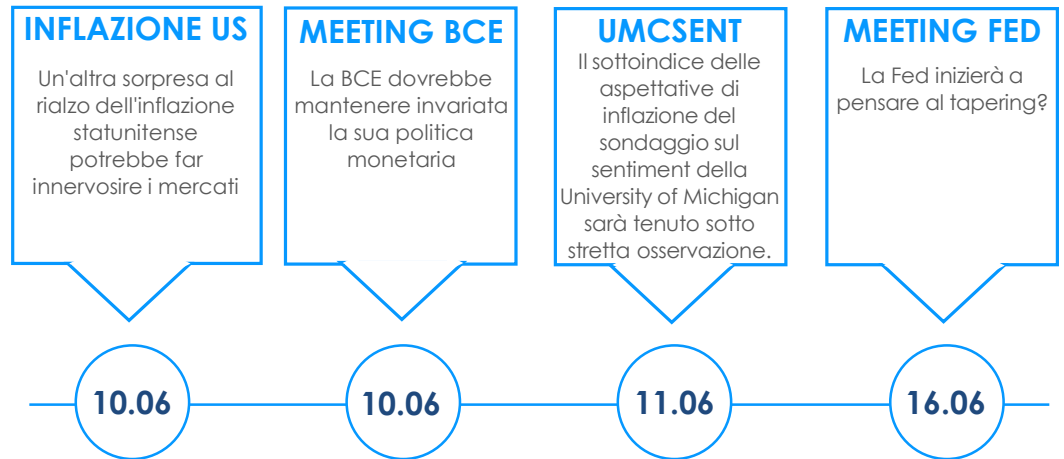 INFLAZIONE US
Un'altra sorpresa al
rialzo dell'inflazione
statunitense
potrebbe far
innervosire i mercati
10.06
MEETING BCE
La BCE dovrebbe
mantenere invariata
la sua politica
monetaria
10.06
UMCSENT
Il sottoindice delle
aspettative di
inflazione del
sondaggio sul
sentiment della
University of Michigan
sarà tenuto sotto
stretta osservazione.
11.06
MEETING FED
La Fed inizierà a
pensare al tapering?
16.06